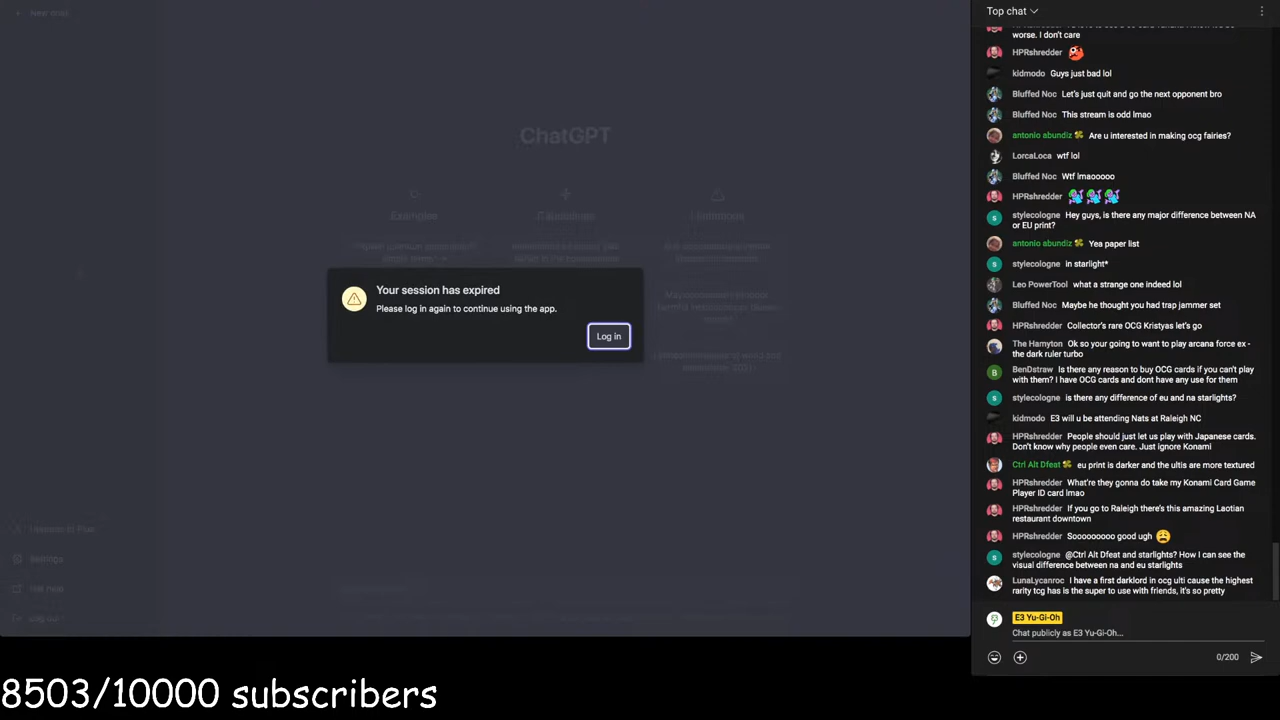 New chat
ChatGPT
Examples
Limitations
Your session has expired
Please log in again to continue using the app.
Log in
Settings
Log out
8503/10000 subscribers
Top chat
worse. I don't care
HPRshredder
kidmodo Guys just bad lol
Bluffed Noc Let's just quit and go the next opponent bro
Bluffed Noc This stream is odd lmao
antonio abundiz Are u interested in making ocg fairies?
LorcaLoca wtf lol
Bluffed Noc Wtf lmaoooo
HPRshredder
stylecologne Hey guys, is there any major difference between NA
or EU print?
antonio abundiz Yea paper list
stylecologne in starlight*
Leo PowerTool what a strange one indeed lol
Bluffed Noc Maybe he thought you had trap jammer set
HPRshredder Collector's rare OCG Kristyas let's go
The Hamyton Ok so your going to want to play arcana force ex -
the dark ruler turbo
BenDstraw Is there any reason to buy OCG cards if you can't play
with them? I have OCG cards and dont have any use for them
stylecologne is there any difference of eu and na starlights?
kidmodo E3 will u be attending Nats at Raleigh NC
HPRshredder People should just let us play with Japanese cards.
Don't know why people even care. Just ignore Konami
Ctrl Alt Dfeat eu print is darker and the ultis are more textured
HPRshredder What're they gonna do take my Konami Card Game
Player ID card lmao
HPRshredder If you go to Raleigh there's this amazing Laotian
restaurant downtown
HPRshredder Sooooooooo good ugh
stylecologne @Ctrl Alt Dfeat and starlights? How I can see the
visual difference between na and eu starlights
LunaLycanroc I have a first darklord in ocg ulti cause the highest
rarity tcg has is the super to use with friends, it's so pretty
E3 Yu-Gi-Oh
Chat publicly as E3 Yu-Gi-Oh...
0/200